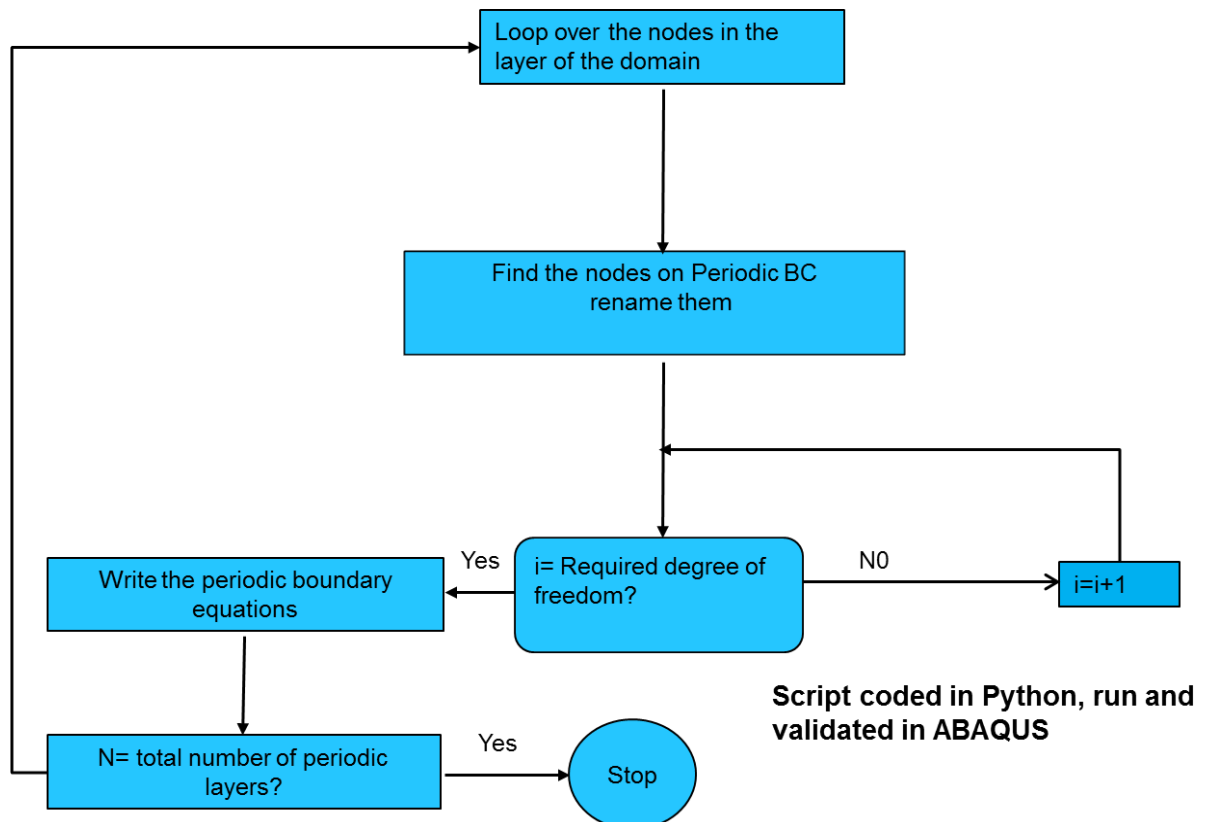 Loop over the nodes in the
layer of the domain
Find the nodes on Periodic BC
rename them
i= Required degree of
freedom?
Yes
N0
i=i+1
Write the periodic boundary
equations
N= total number of periodic
layers?
Yes
Stop
Script coded in Python, run and
validated in ABAQUS